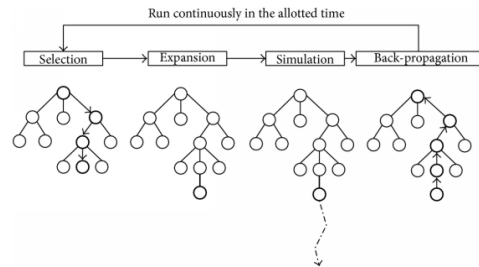 Run continuously in the allotted time
Selection
Expansion
Simulation
Back-propagation